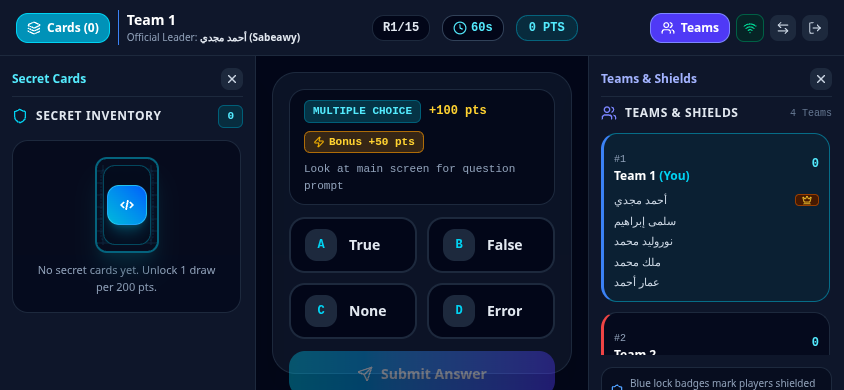 Cards (0)
Team 1
Official Leader: أحمد مجدي (Sabeawy)
R1/15
60s
0 PTS
Teams
Secret Cards
SECRET INVENTORY
0
No secret cards yet. Unlock 1 draw
per 200 pts.
MULTIPLE CHOICE +100 pts
Bonus +50 pts
Look at main screen for question
prompt
A True
B False
C None
D Error
Submit Answer
Teams & Shields
TEAMS & SHIELDS 4 Teams
#1
0
Team 1 (You)
أحمد مجدي
سلمى إبراهيم
نوروليد محمد
ملك محمد
عمار أحمد
#2
0
Team 2
Blue lock badges mark players shielded